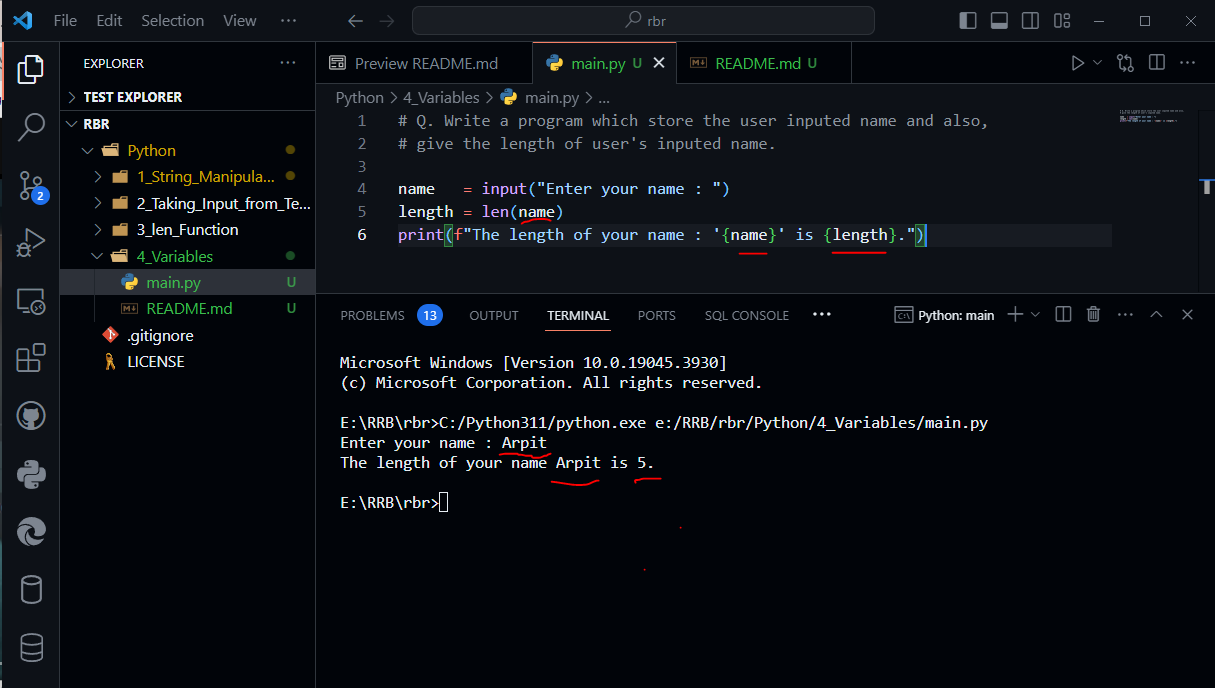 File Edit Selection View ··· rbr
EXPLORER ···
TEST EXPLORER
RBR
Python
1_String_Manipula...
2_Taking_Input_from_Te...
3_len_Function
4_Variables
main.py U
README.md U
.gitignore
LICENSE
2
Preview README.md main.py U README.md U
Python > 4_Variables > main.py > ...
1 # Q. Write a program which store the user inputed name and also,
2 # give the length of user's inputed name.
3
4 name   = input("Enter your name : ")
5 length = len(name)
6 print(f"The length of your name : '{name}' is {length}.")
PROBLEMS 13 OUTPUT TERMINAL PORTS SQL CONSOLE ··· Python: main
Microsoft Windows [Version 10.0.19045.3930]
(c) Microsoft Corporation. All rights reserved.
E:\RRB\rbr>C:/Python311/python.exe e:/RRB/rbr/Python/4_Variables/main.py
Enter your name : Arpit
The length of your name Arpit is 5.
E:\RRB\rbr>